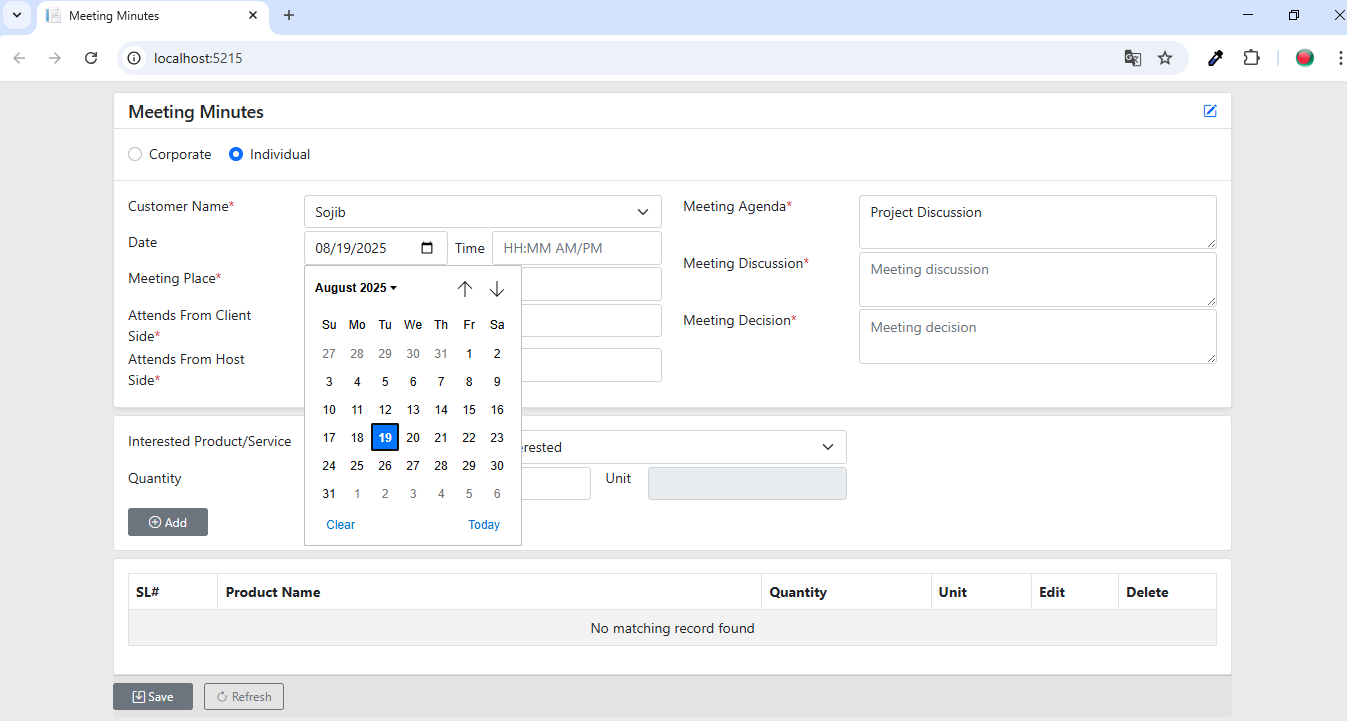 Meeting Minutes
localhost:5215
Meeting Minutes
Corporate Individual
Customer Name* Sojib Meeting Agenda* Project Discussion
Date 08/19/2025 Time HH:MM AM/PM
Meeting Place* Meeting Discussion* Meeting discussion
Attends From Client
Side* Meeting Decision* Meeting decision
Attends From Host
Side*
August 2025
Su Mo Tu We Th Fr Sa
27 28 29 30 31 1 2
3 4 5 6 7 8 9
10 11 12 13 14 15 16
17 18 19 20 21 22 23
24 25 26 27 28 29 30
31 1 2 3 4 5 6
Clear Today
Interested Product/Service erested
Quantity Unit
Add
SL# Product Name Quantity Unit Edit Delete
No matching record found
Save Refresh